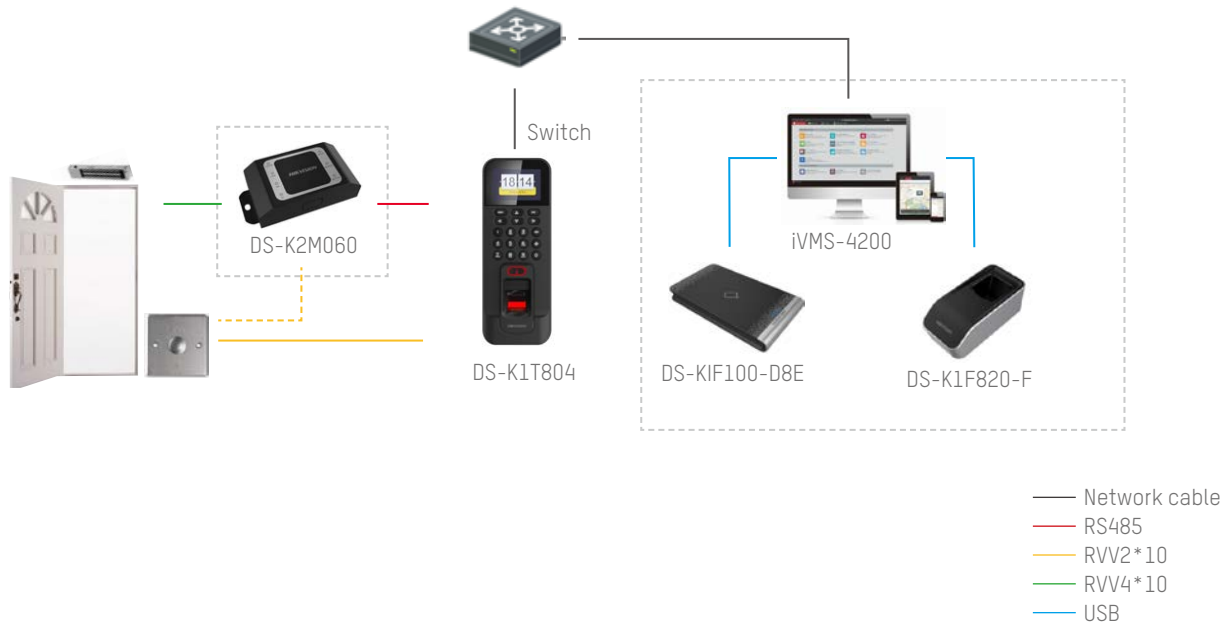 Switch
HIKVISION
18:14
DS-K2M060
iVMS-4200
DS-K1T804
DS-KIF100-D8E
DS-K1F820-F
Network cable
RS485
RVV2*10
RVV4*10
USB